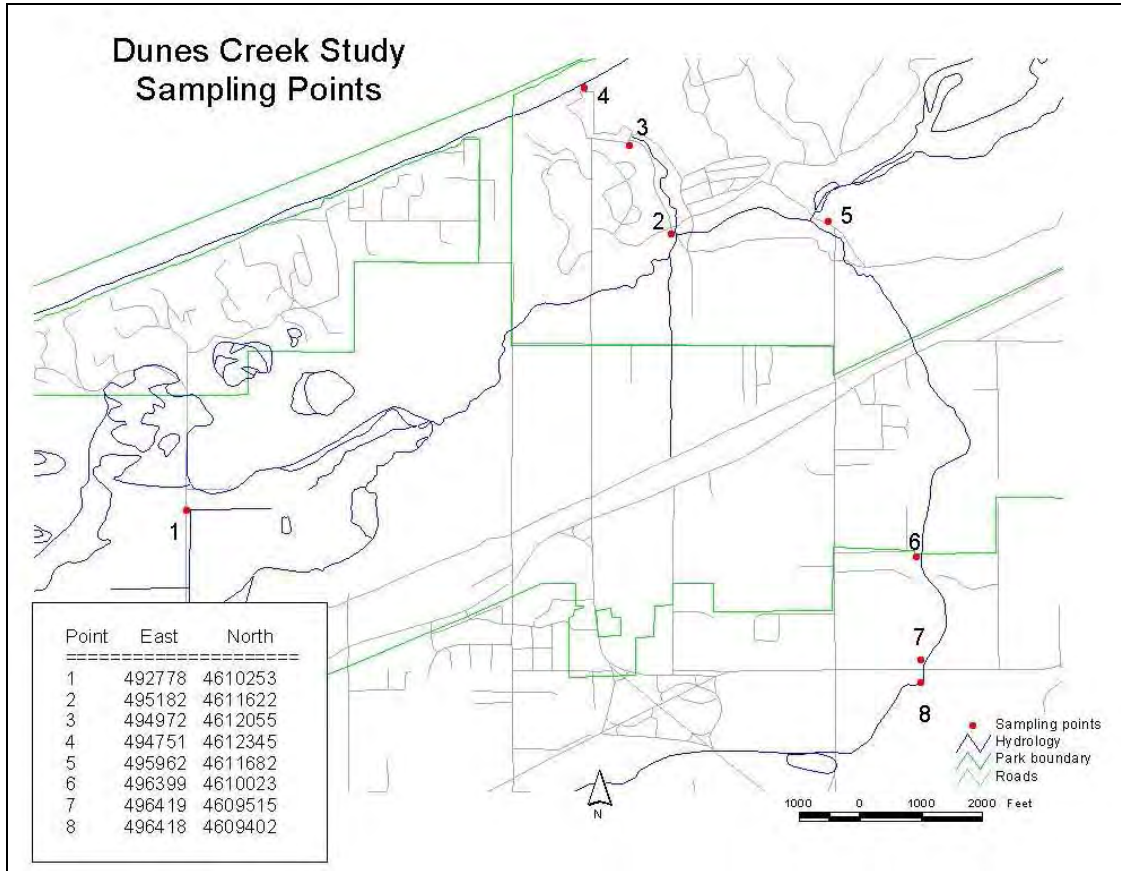 Dunes Creek Study
Sampling Points
4
3
2
5
1
6
7
8
Point East North
=====================
1 492778 4610253
2 495182 4611622
3 494972 4612055
4 494751 4612345
5 495962 4611682
6 496399 4610023
7 496419 4609515
8 496418 4609402
Sampling points
Hydrology
Park boundary
Roads
N
1000 0 1000 2000 Feet